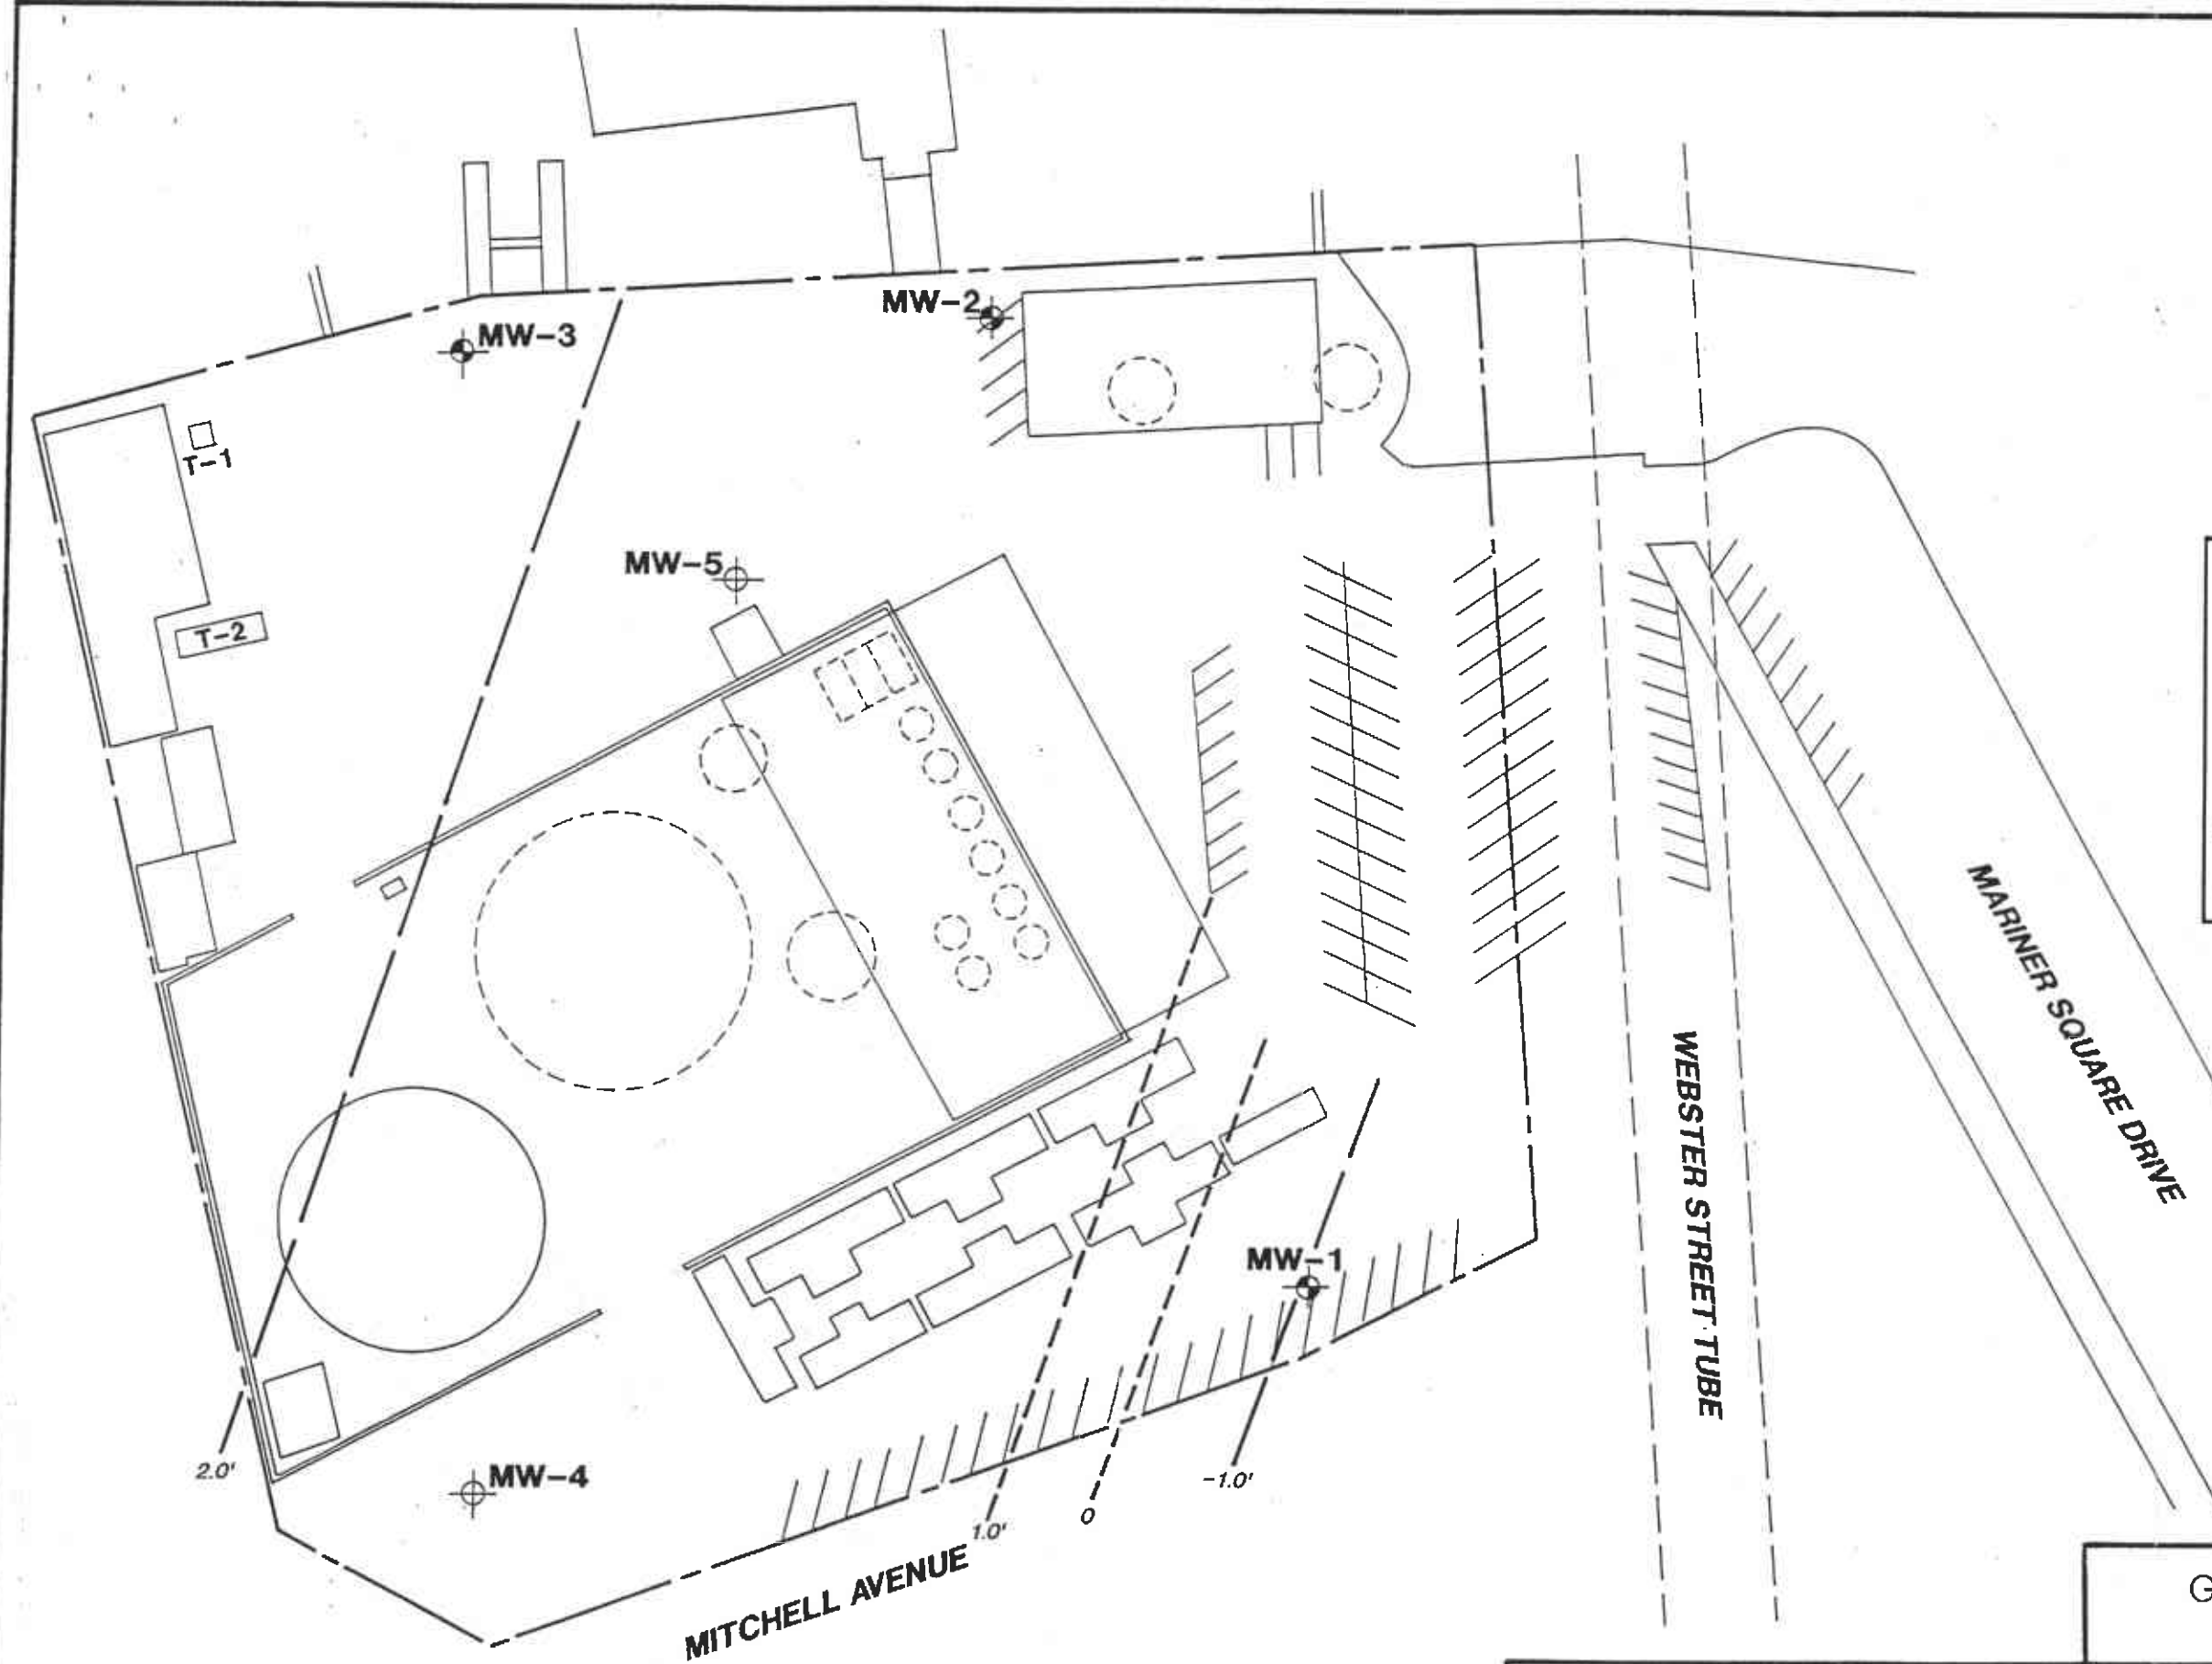 MW-2
MW-3
T-1
MW-5
T-2
MARINER SQUARE DRIVE
WEBSTER STREET TUBE
MW-1
2.0'
MW-4
-1.0'
0
1.0'
MITCHELL AVENUE
G